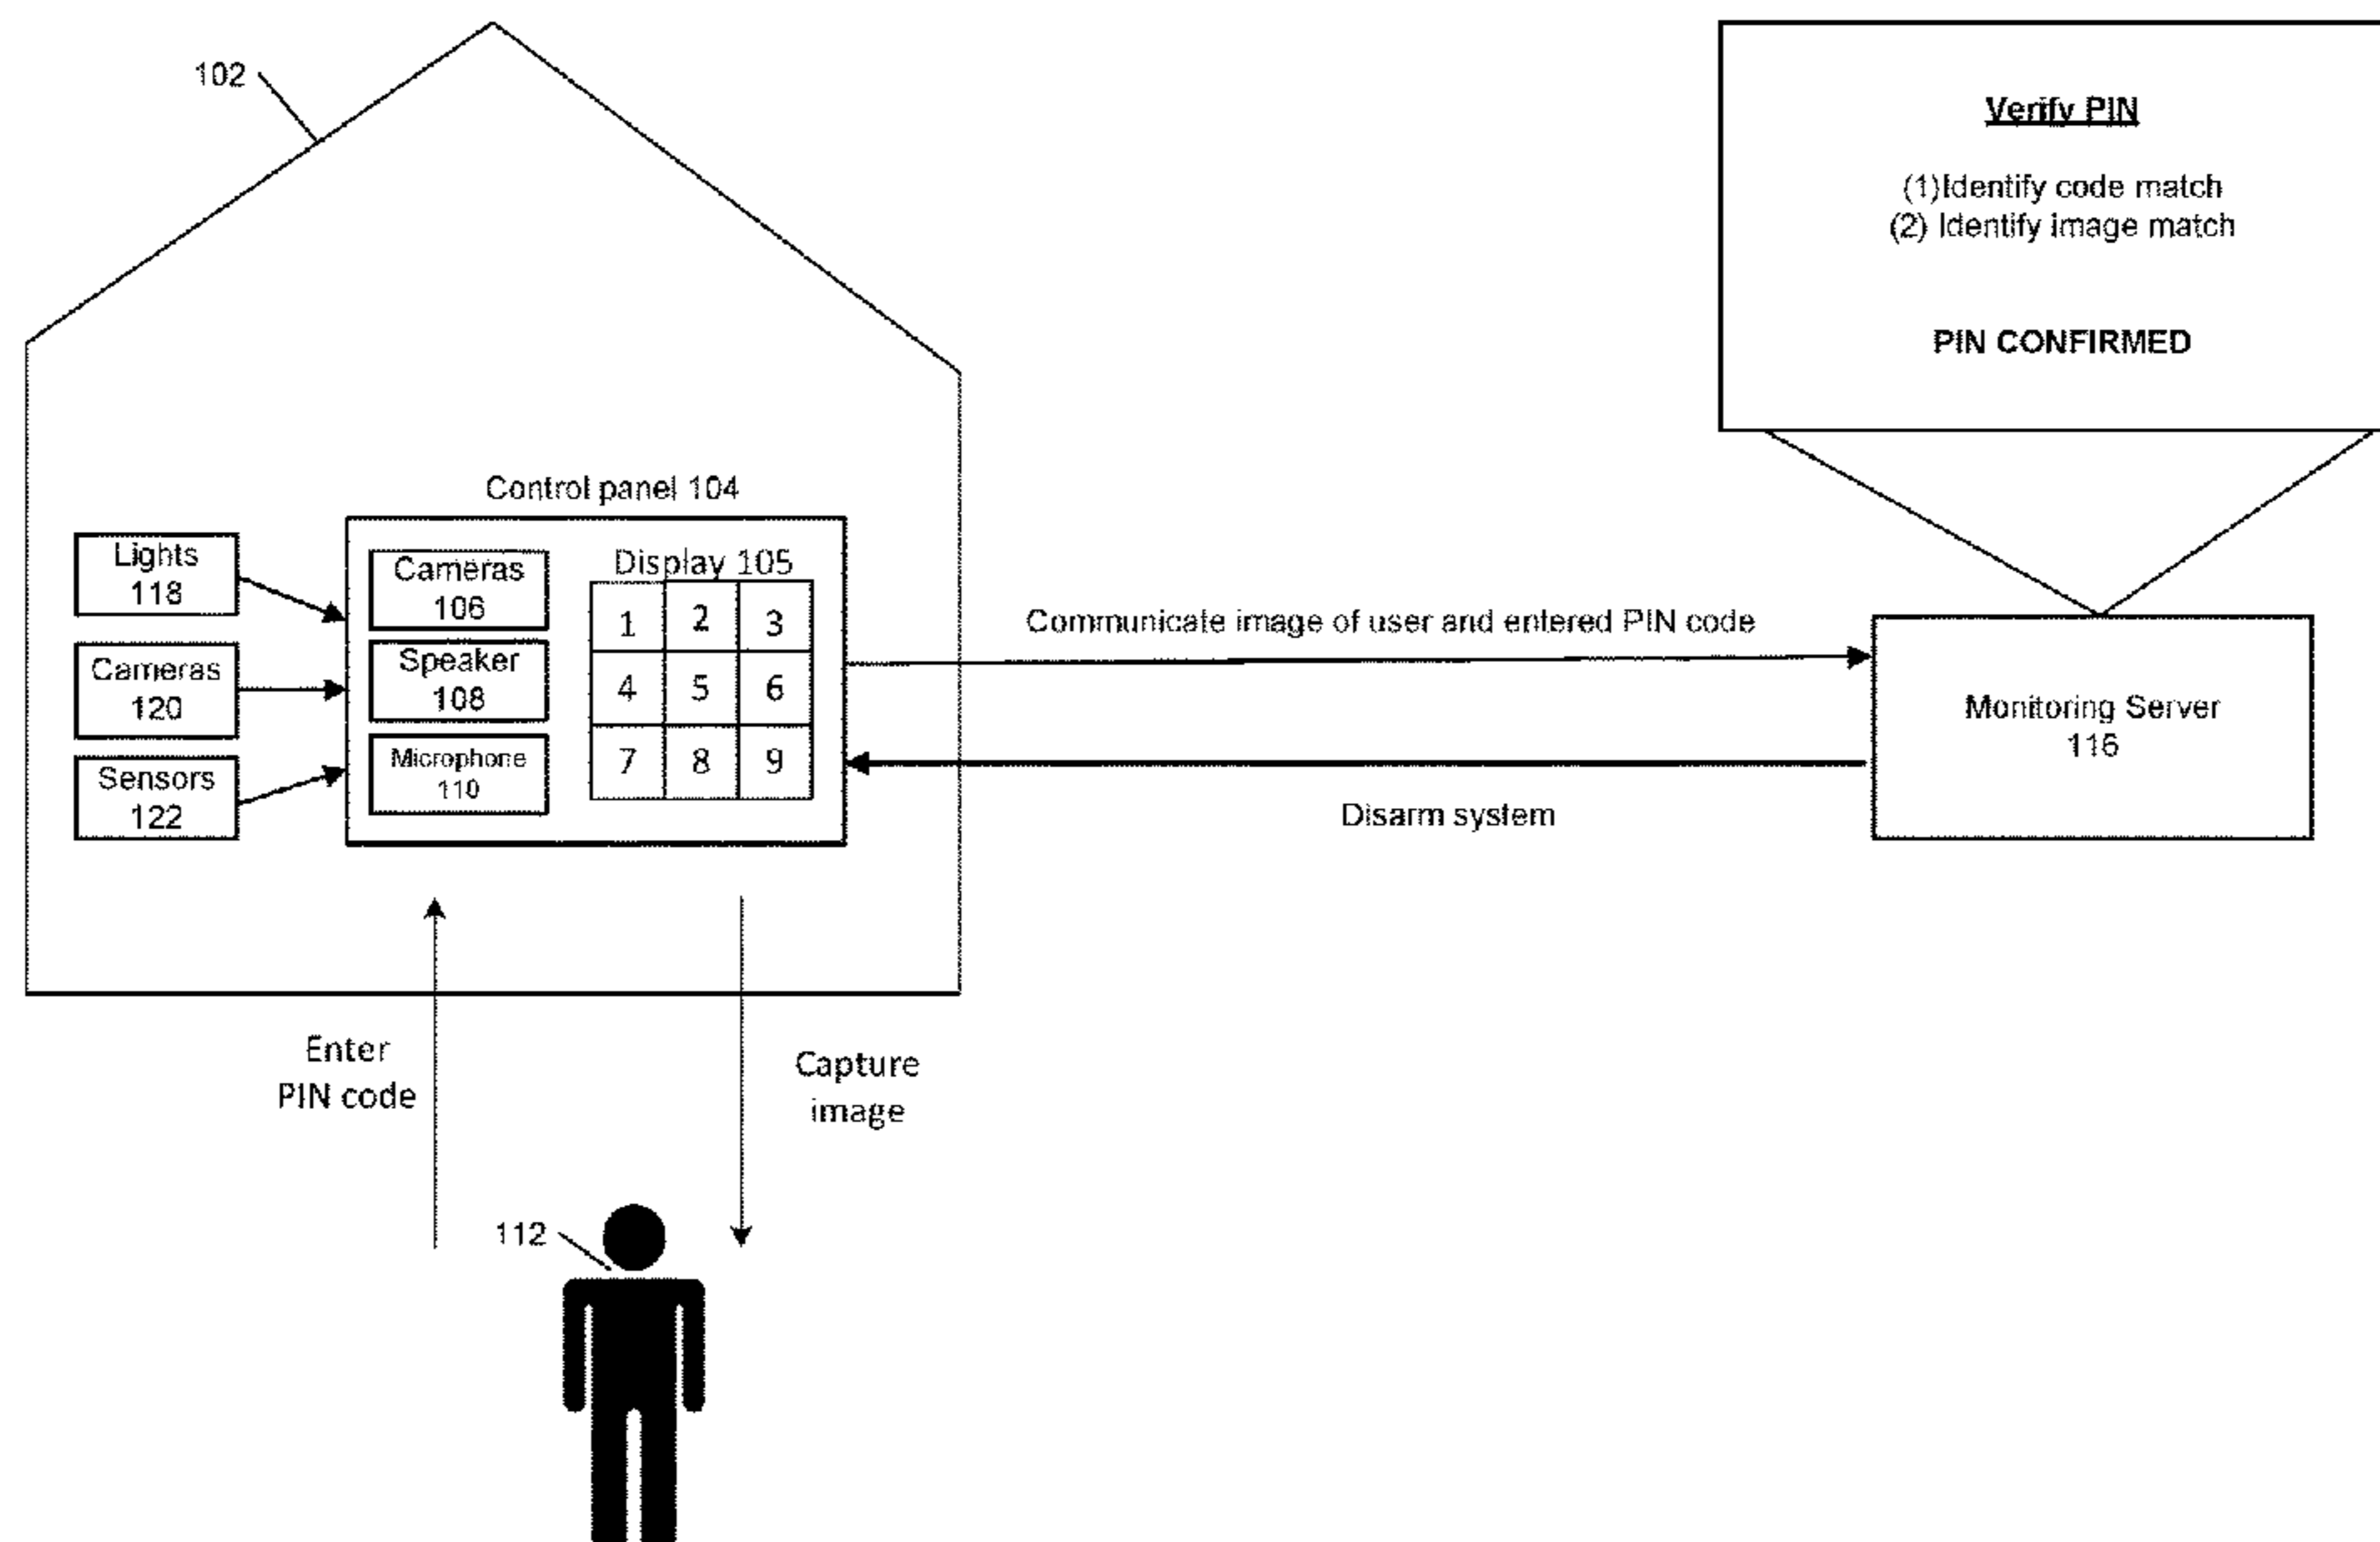 102
Verify PIN
(1)Identify code match
(2) Identify image match
PIN CONFIRMED
Control panel 104
Lights
118
Cameras
120
Sensors
122
Cameras
106
Speaker
108
Microphone
110
Display 105
1 2 3
4 5 6
7 8 9
Communicate image of user and entered PIN code
Disarm system
Monitoring Server
116
Enter
PIN code
Capture
image
112